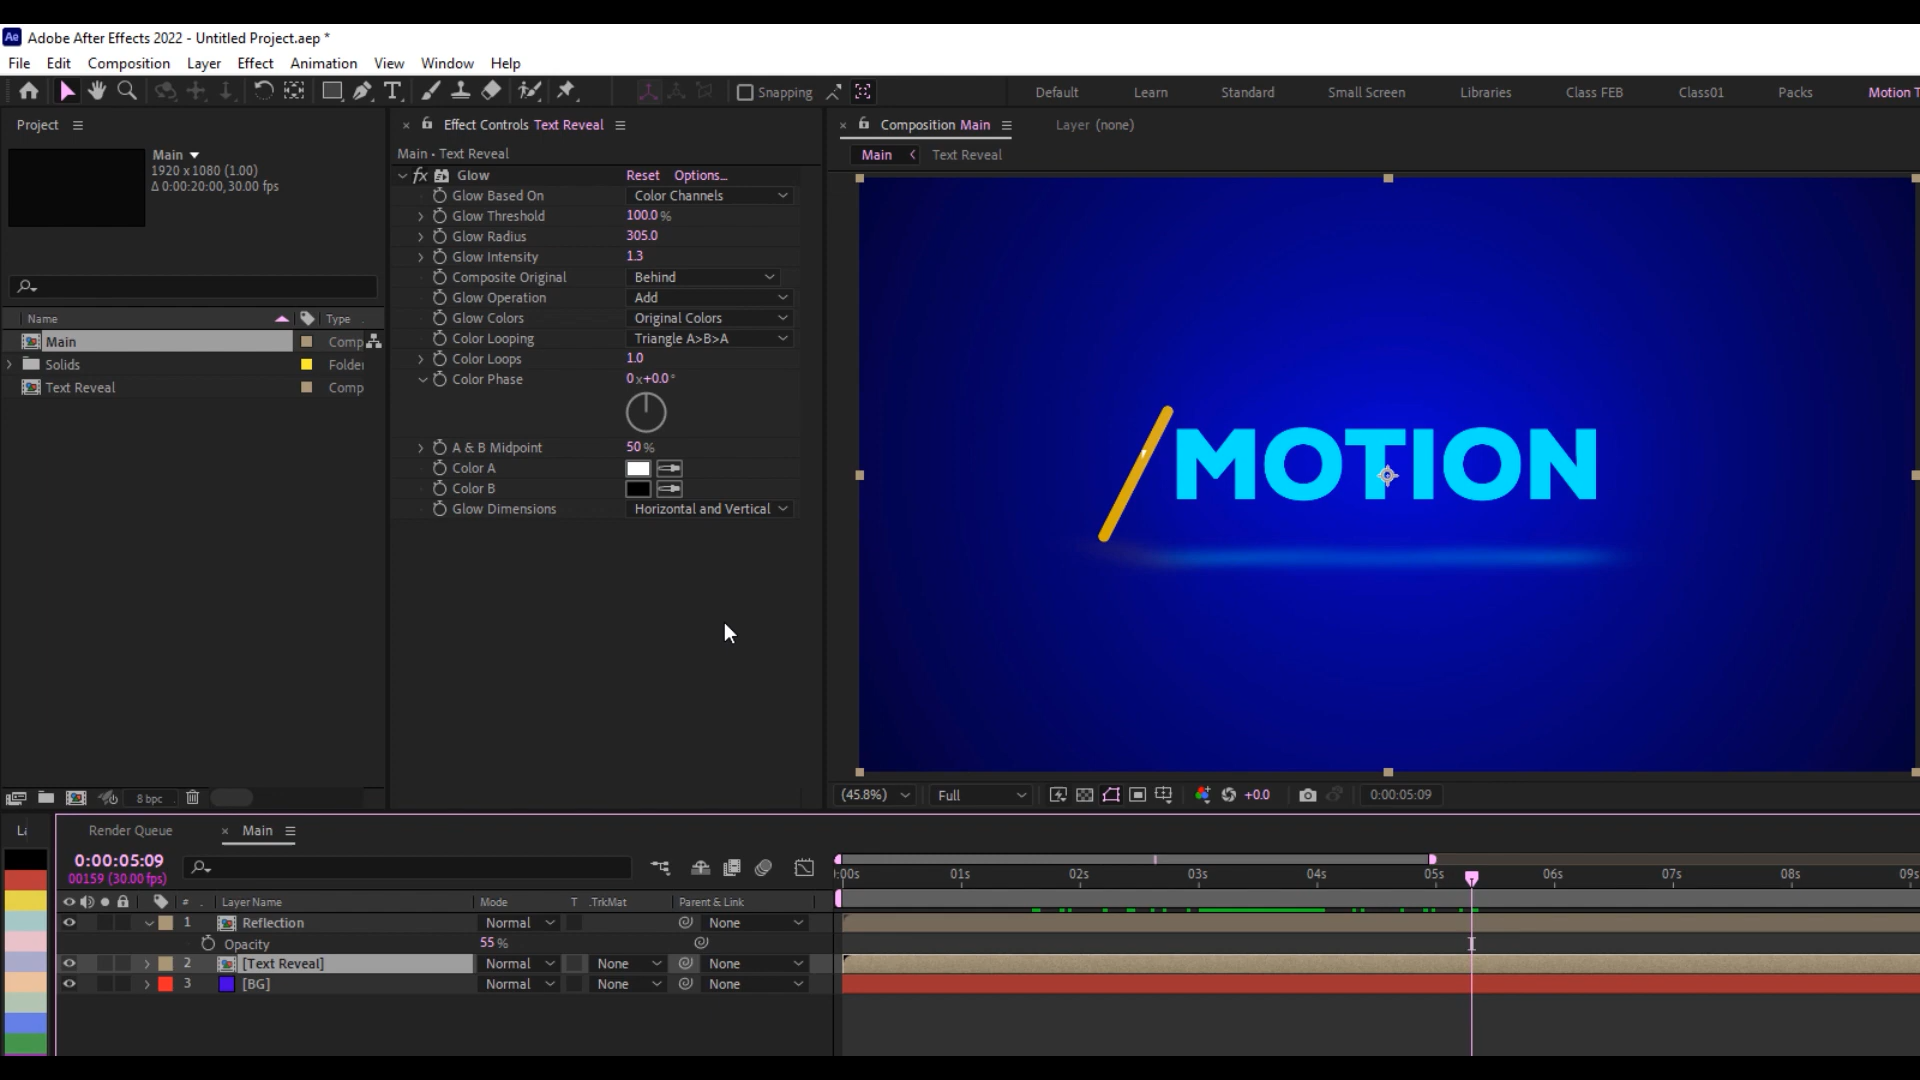 Ae Adobe After Effects 2022 - Untitled Project.aep *
File Edit Composition Layer Effect Animation View Window Help
Snapping Default Learn Standard Small Screen Libraries Class FEB Class01 Packs Motion T
Project
Main
1920 x 1080 (1.00)
Δ 0:00:20:00, 30.00 fps
Name Type
Main Comp
Solids Folder
Text Reveal Comp
8 bpc
Effect Controls Text Reveal
Main • Text Reveal
fx Glow Reset Options...
Glow Based On Color Channels
Glow Threshold 100.0 %
Glow Radius 305.0
Glow Intensity 1.3
Composite Original Behind
Glow Operation Add
Glow Colors Original Colors
Color Looping Triangle A>B>A
Color Loops 1.0
Color Phase 0x+0.0°
A & B Midpoint 50 %
Color A
Color B
Glow Dimensions Horizontal and Vertical
Composition Main Layer (none)
Main Text Reveal
MOTION
(45.8%) Full +0.0 0:00:05:09
Render Queue Main
0:00:05:09
00159 (30.00 fps)
:00s 01s 02s 03s 04s 05s 06s 07s 08s 09s
# Layer Name Mode T .TrkMat Parent & Link
1 Reflection Normal None
Opacity 55 %
2 [Text Reveal] Normal None None
3 [BG] Normal None None